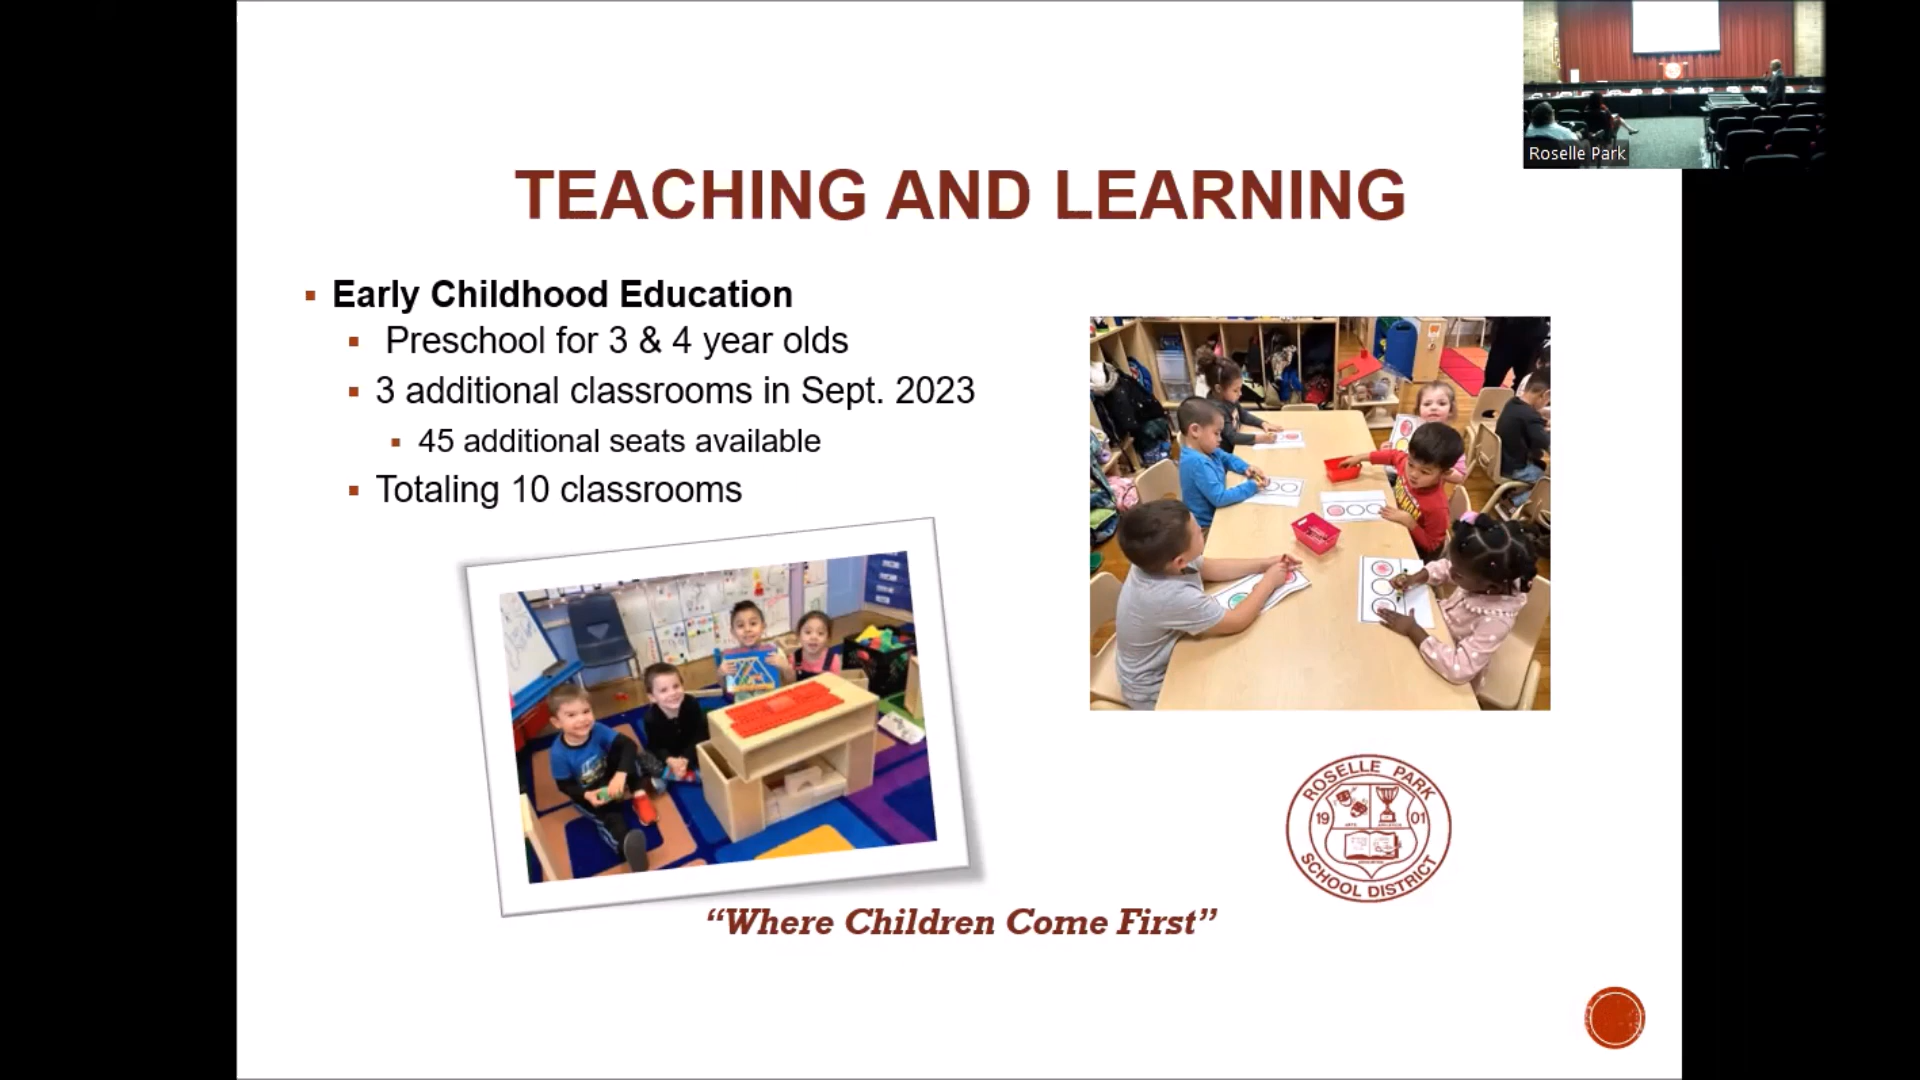 Roselle Park
TEACHING AND LEARNING
Early Childhood Education
Preschool for 3 & 4 year olds
3 additional classrooms in Sept. 2023
45 additional seats available
Totaling 10 classrooms
ROSELLE PARK
19 01
SCHOOL DISTRICT
“Where Children Come First”